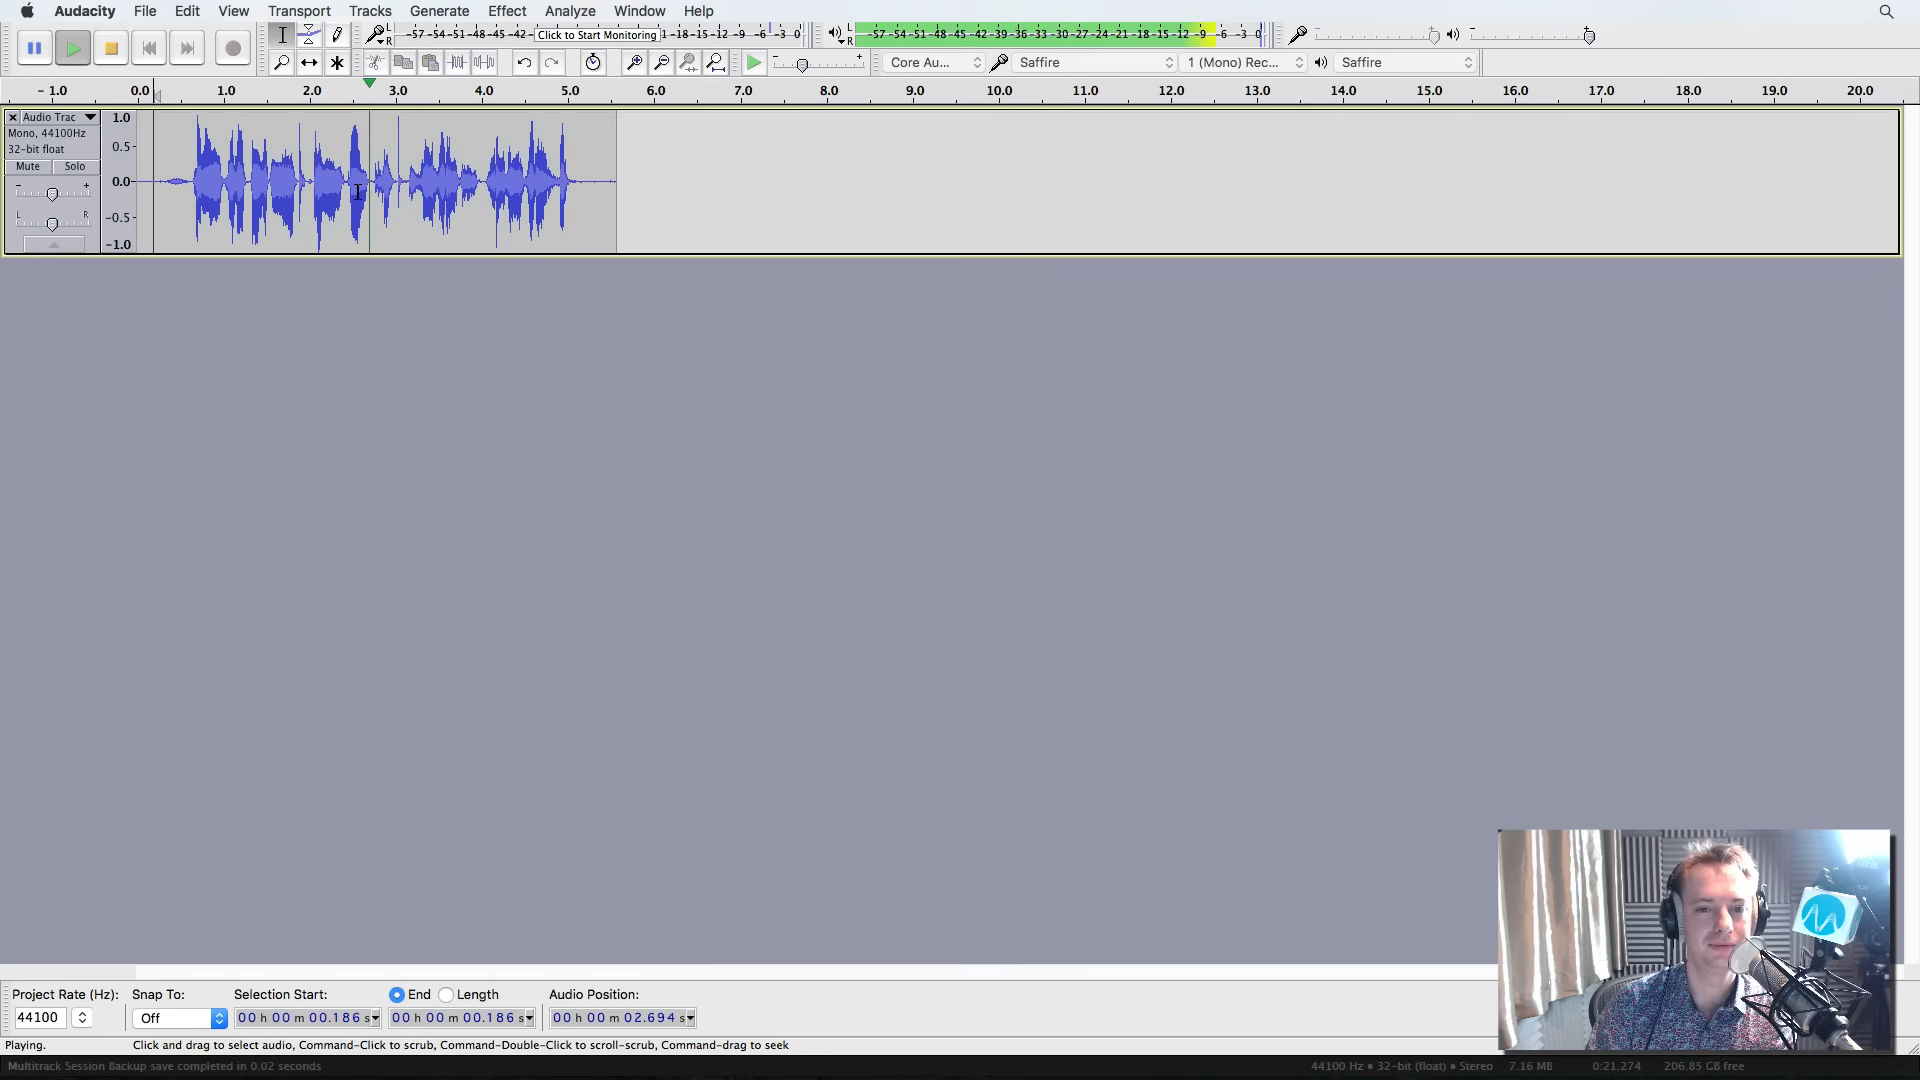 Audacity File Edit View Transport Tracks Generate Effect Analyze Window Help
L R -57 -54 -51 -48 -45 -42 - Click to Start Monitoring 1 -18 -15 -12 -9 -6 -3 0 L R -57 -54 -51 -48 -45 -42 -39 -36 -33 -30 -27 -24 -21 -18 -15 -12 -9 -6 -3 0
Core Au... Saffire 1 (Mono) Rec... Saffire
- 1.0 0.0 1.0 2.0 3.0 4.0 5.0 6.0 7.0 8.0 9.0 10.0 11.0 12.0 13.0 14.0 15.0 16.0 17.0 18.0 19.0 20.0
Audio Trac 1.0
Mono, 44100Hz
32-bit float 0.5
Mute Solo
- + 0.0
L R -0.5
-1.0
Project Rate (Hz): Snap To: Selection Start: End Length Audio Position:
44100 Off 00 h 00 m 00.186 s 00 h 00 m 00.186 s 00 h 00 m 02.694 s
Playing. Click and drag to select audio, Command-Click to scrub, Command-Double-Click to scroll-scrub, Command-drag to seek
Multitrack Session Backup save completed in 0.02 seconds 44100 Hz ● 32-bit (float) ● Stereo 7.16 MB 0:21.274 206.85 GB free